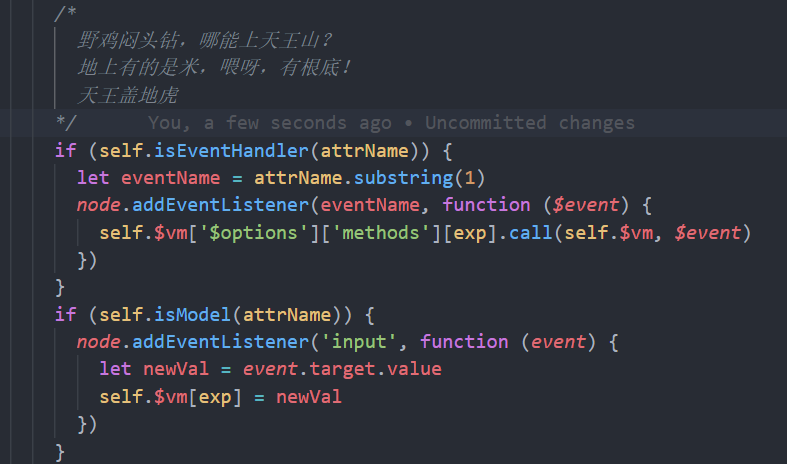 /*
野鸡闷头钻，哪能上天王山？
地上有的是米，喂呀，有根底！
天王盖地虎
*/ You, a few seconds ago • Uncommitted changes
if (self.isEventHandler(attrName)) {
let eventName = attrName.substring(1)
node.addEventListener(eventName, function ($event) {
self.$vm['$options']['methods'][exp].call(self.$vm, $event)
})
}
if (self.isModel(attrName)) {
node.addEventListener('input', function (event) {
let newVal = event.target.value
self.$vm[exp] = newVal
})
}